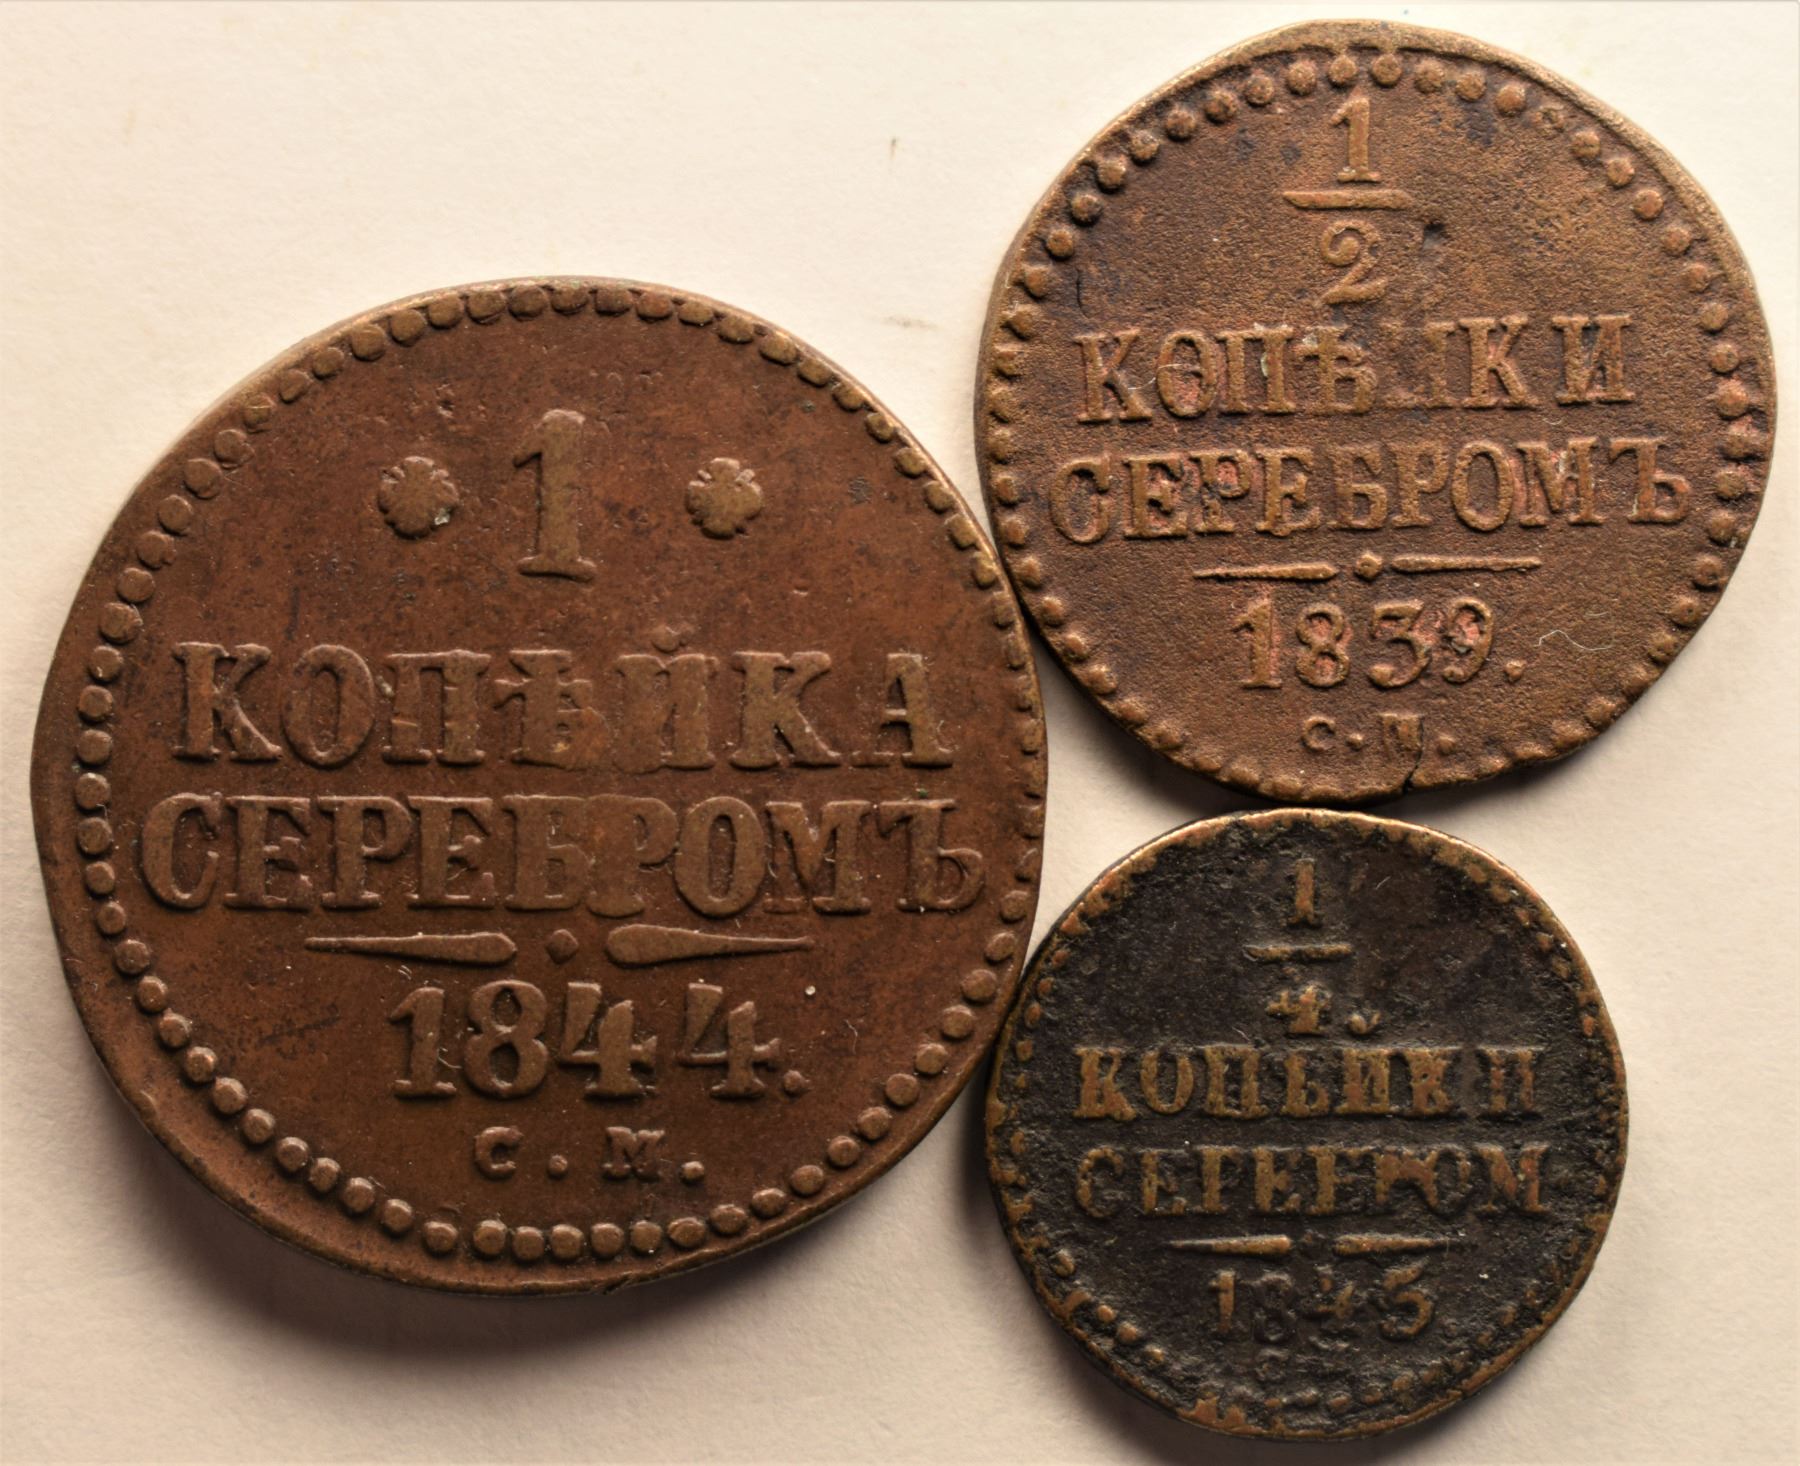 1
КОПѢЙКА
СЕРЕБРОМЪ
1844.
С. М.
1
2
КОПѢЙКИ
СЕРЕБРОМЪ
1839.
С. М.
1
4.
КОПѢЙКИ
СЕРЕБРОМ
1845